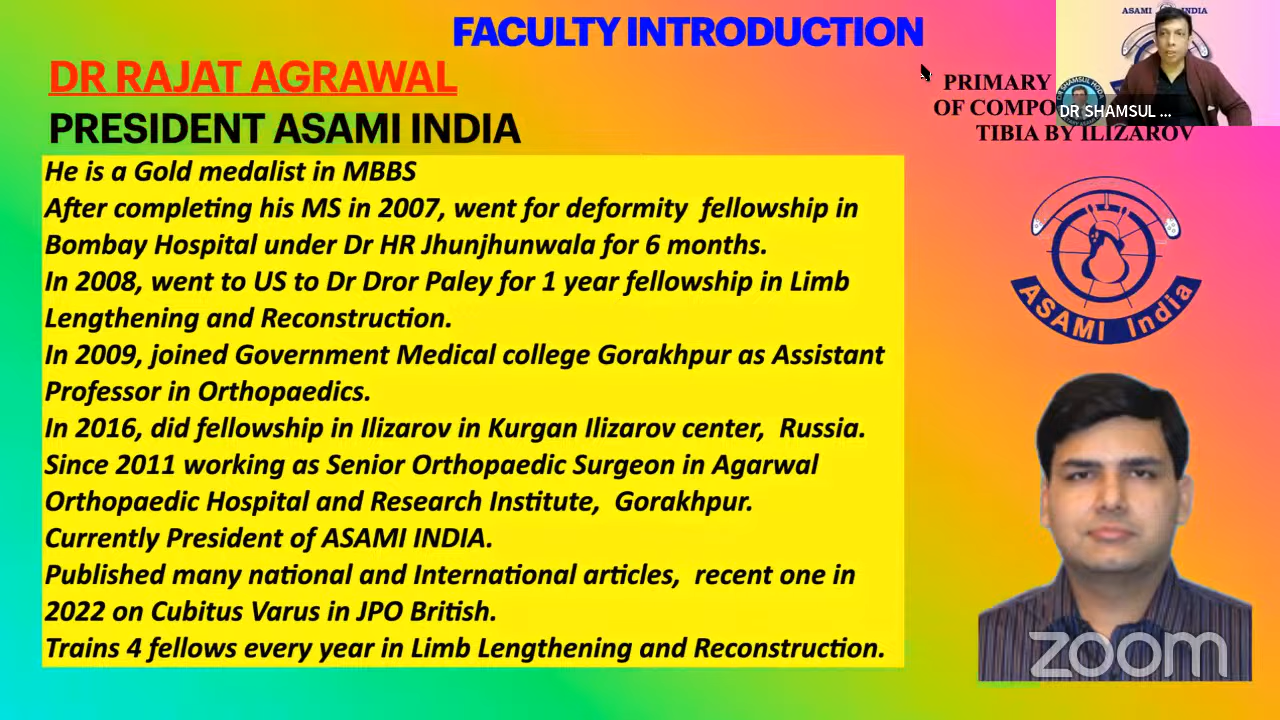 FACULTY INTRODUCTION
DR RAJAT AGRAWAL
PRESIDENT ASAMI INDIA
He is a Gold medalist in MBBS
After completing his MS in 2007, went for deformity fellowship in
Bombay Hospital under Dr HR Jhunjhunwala for 6 months.
In 2008, went to US to Dr Dror Paley for 1 year fellowship in Limb
Lengthening and Reconstruction.
In 2009, joined Government Medical college Gorakhpur as Assistant
Professor in Orthopaedics.
In 2016, did fellowship in Ilizarov in Kurgan Ilizarov center, Russia.
Since 2011 working as Senior Orthopaedic Surgeon in Agarwal
Orthopaedic Hospital and Research Institute, Gorakhpur.
Currently President of ASAMI INDIA.
Published many national and International articles, recent one in
2022 on Cubitus Varus in JPO British.
Trains 4 fellows every year in Limb Lengthening and Reconstruction.
ASAMI INDIA
DR SHAMSUL HODA
DR SHAMSUL ...
PRIMARY
OF COMPO
TIBIA BY ILIZAROV
ASAMI India
zoom